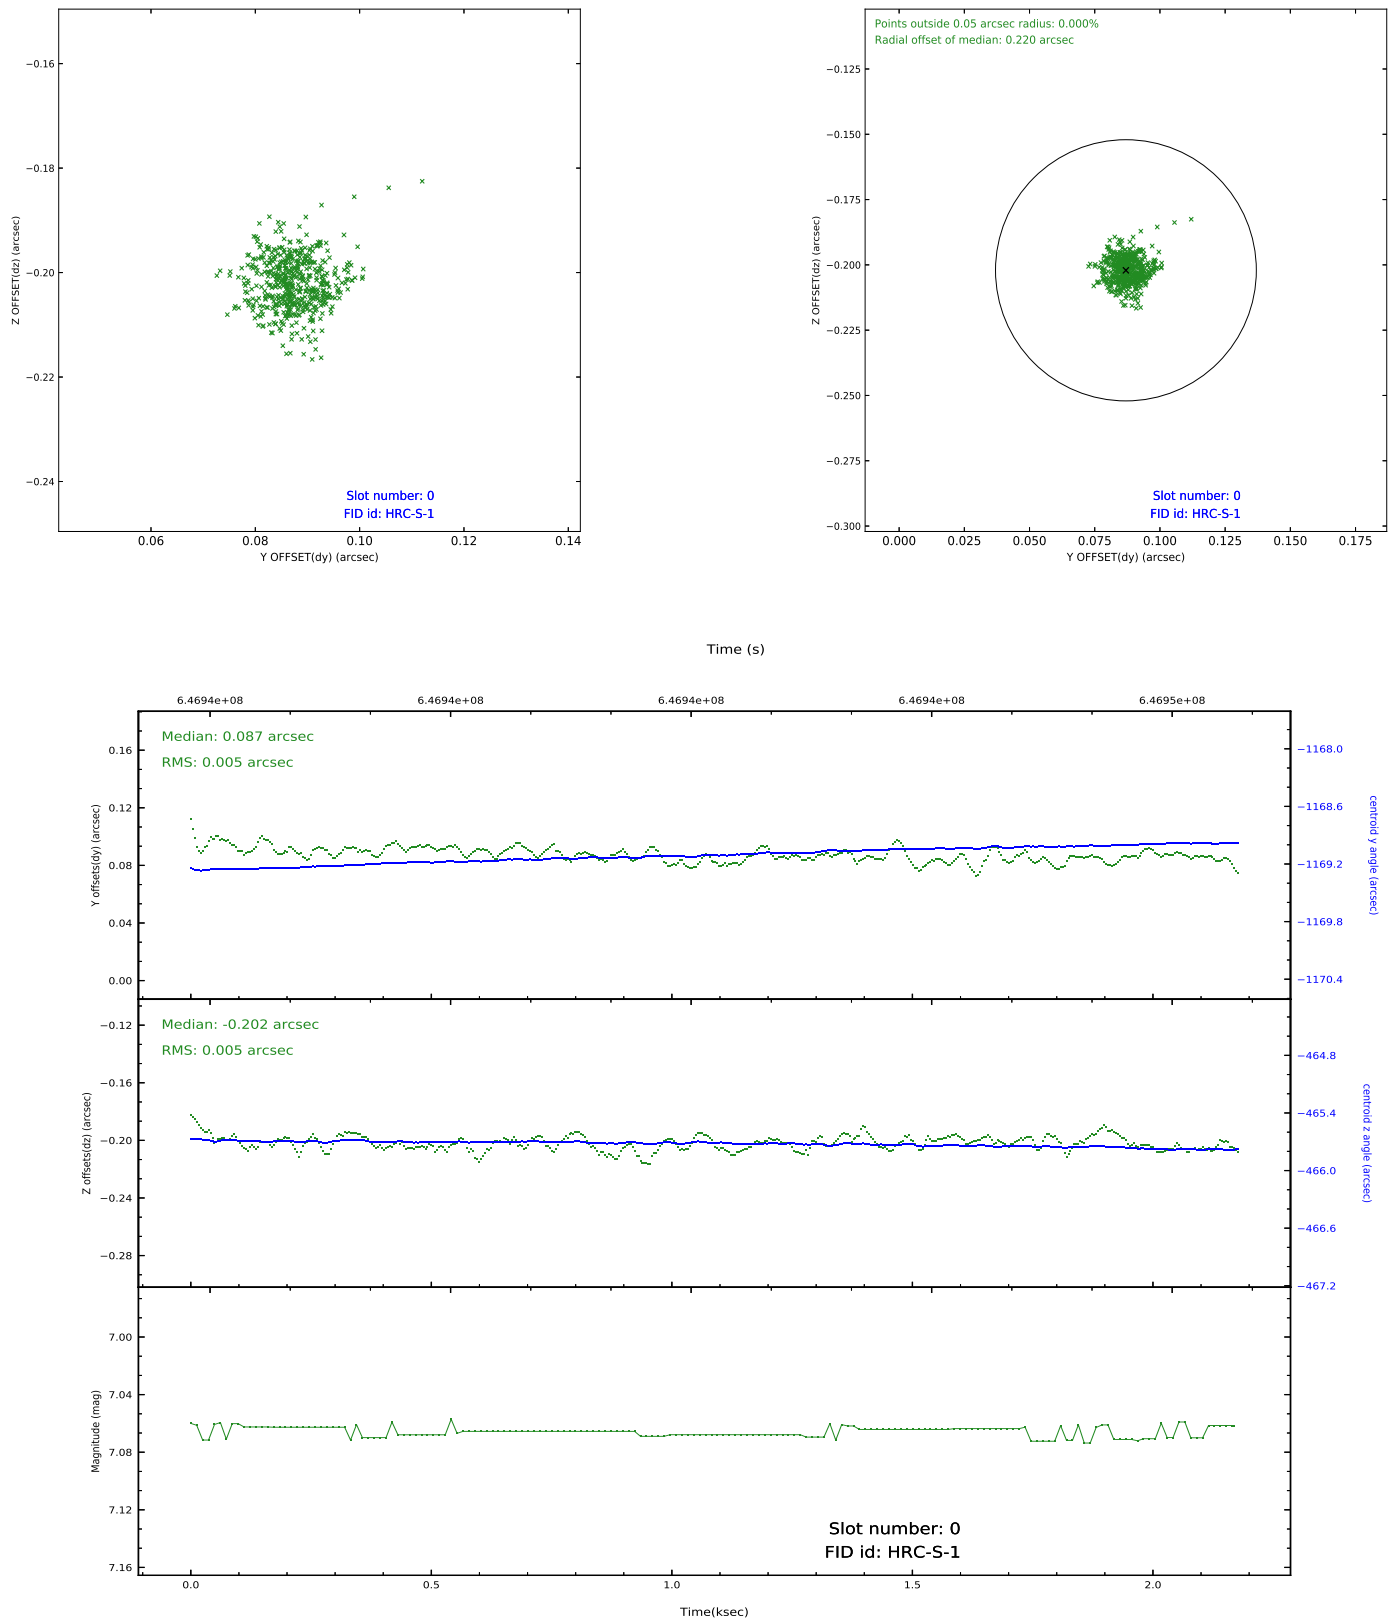 −0.16
−0.18
−0.20
−0.22
−0.24
Z OFFSET(dz) (arcsec)
Slot number: 0
FID id: HRC-S-1
0.06 0.08 0.10 0.12 0.14
Y OFFSET(dy) (arcsec)
Points outside 0.05 arcsec radius: 0.000%
Radial offset of median: 0.220 arcsec
−0.125
−0.150
−0.175
−0.200
−0.225
−0.250
−0.275
−0.300
Z OFFSET(dz) (arcsec)
Slot number: 0
FID id: HRC-S-1
0.000 0.025 0.050 0.075 0.100 0.125 0.150 0.175
Y OFFSET(dy) (arcsec)
Time (s)
6.4694e+08 6.4694e+08 6.4694e+08 6.4694e+08 6.4695e+08
Median: 0.087 arcsec
RMS: 0.005 arcsec
0.16
0.12
0.08
0.04
0.00
Y offsets(dy) (arcsec)
−1168.0
−1168.6
−1169.2
−1169.8
−1170.4
centroid y angle (arcsec)
Median: -0.202 arcsec
RMS: 0.005 arcsec
−0.12
−0.16
−0.20
−0.24
−0.28
Z offsets(dz) (arcsec)
−464.8
−465.4
−466.0
−466.6
−467.2
centroid z angle (arcsec)
7.00
7.04
7.08
7.12
7.16
Magnitude (mag)
Slot number: 0
FID id: HRC-S-1
0.0 0.5 1.0 1.5 2.0
Time(ksec)